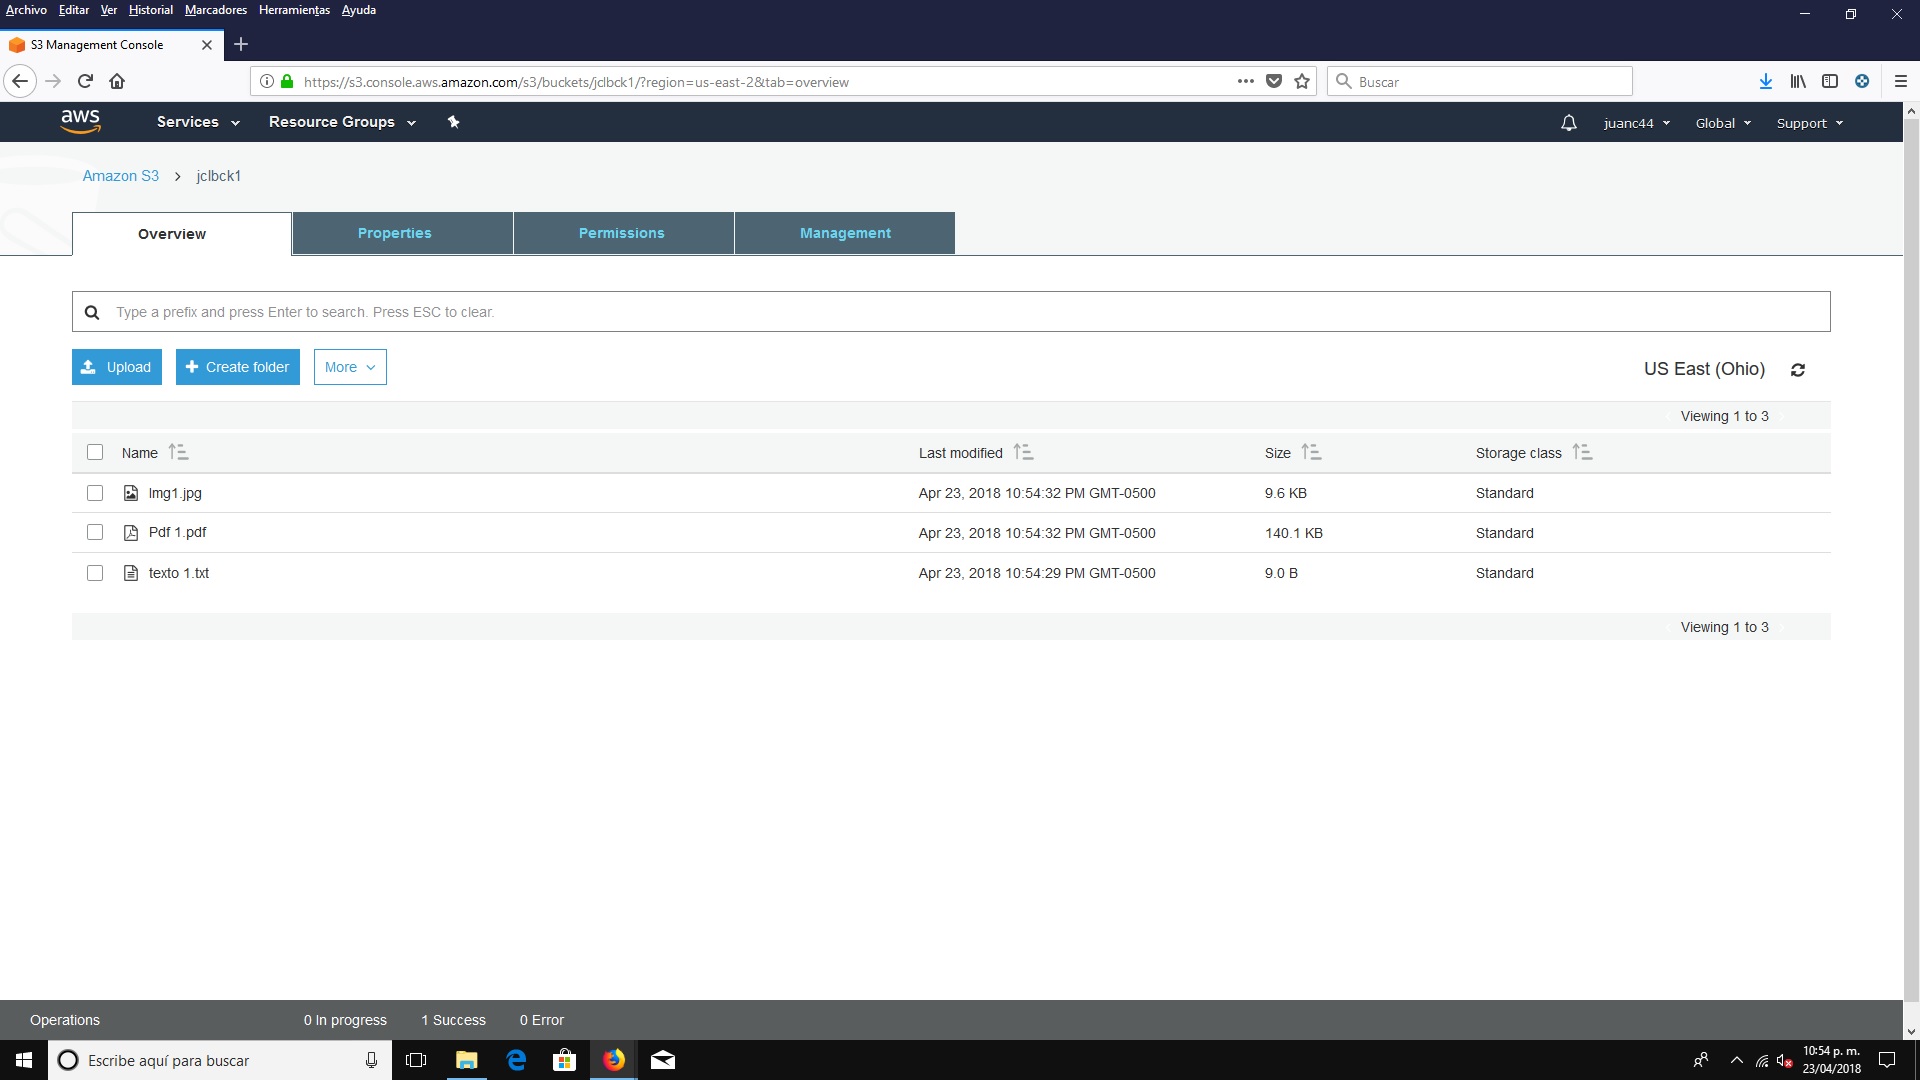 Archivo Editar Ver Historial Marcadores Herramientas Ayuda
S3 Management Console
https://s3.console.aws.amazon.com/s3/buckets/jclbck1/?region=us-east-2&tab=overview
Buscar
aws Services Resource Groups juanc44 Global Support
Amazon S3 > jclbck1
Overview Properties Permissions Management
Type a prefix and press Enter to search. Press ESC to clear.
Upload + Create folder More US East (Ohio)
Viewing 1 to 3
Name Last modified Size Storage class
Img1.jpg Apr 23, 2018 10:54:32 PM GMT-0500 9.6 KB Standard
Pdf 1.pdf Apr 23, 2018 10:54:32 PM GMT-0500 140.1 KB Standard
texto 1.txt Apr 23, 2018 10:54:29 PM GMT-0500 9.0 B Standard
Viewing 1 to 3
Operations 0 In progress 1 Success 0 Error
Escribe aquí para buscar
10:54 p. m.
23/04/2018